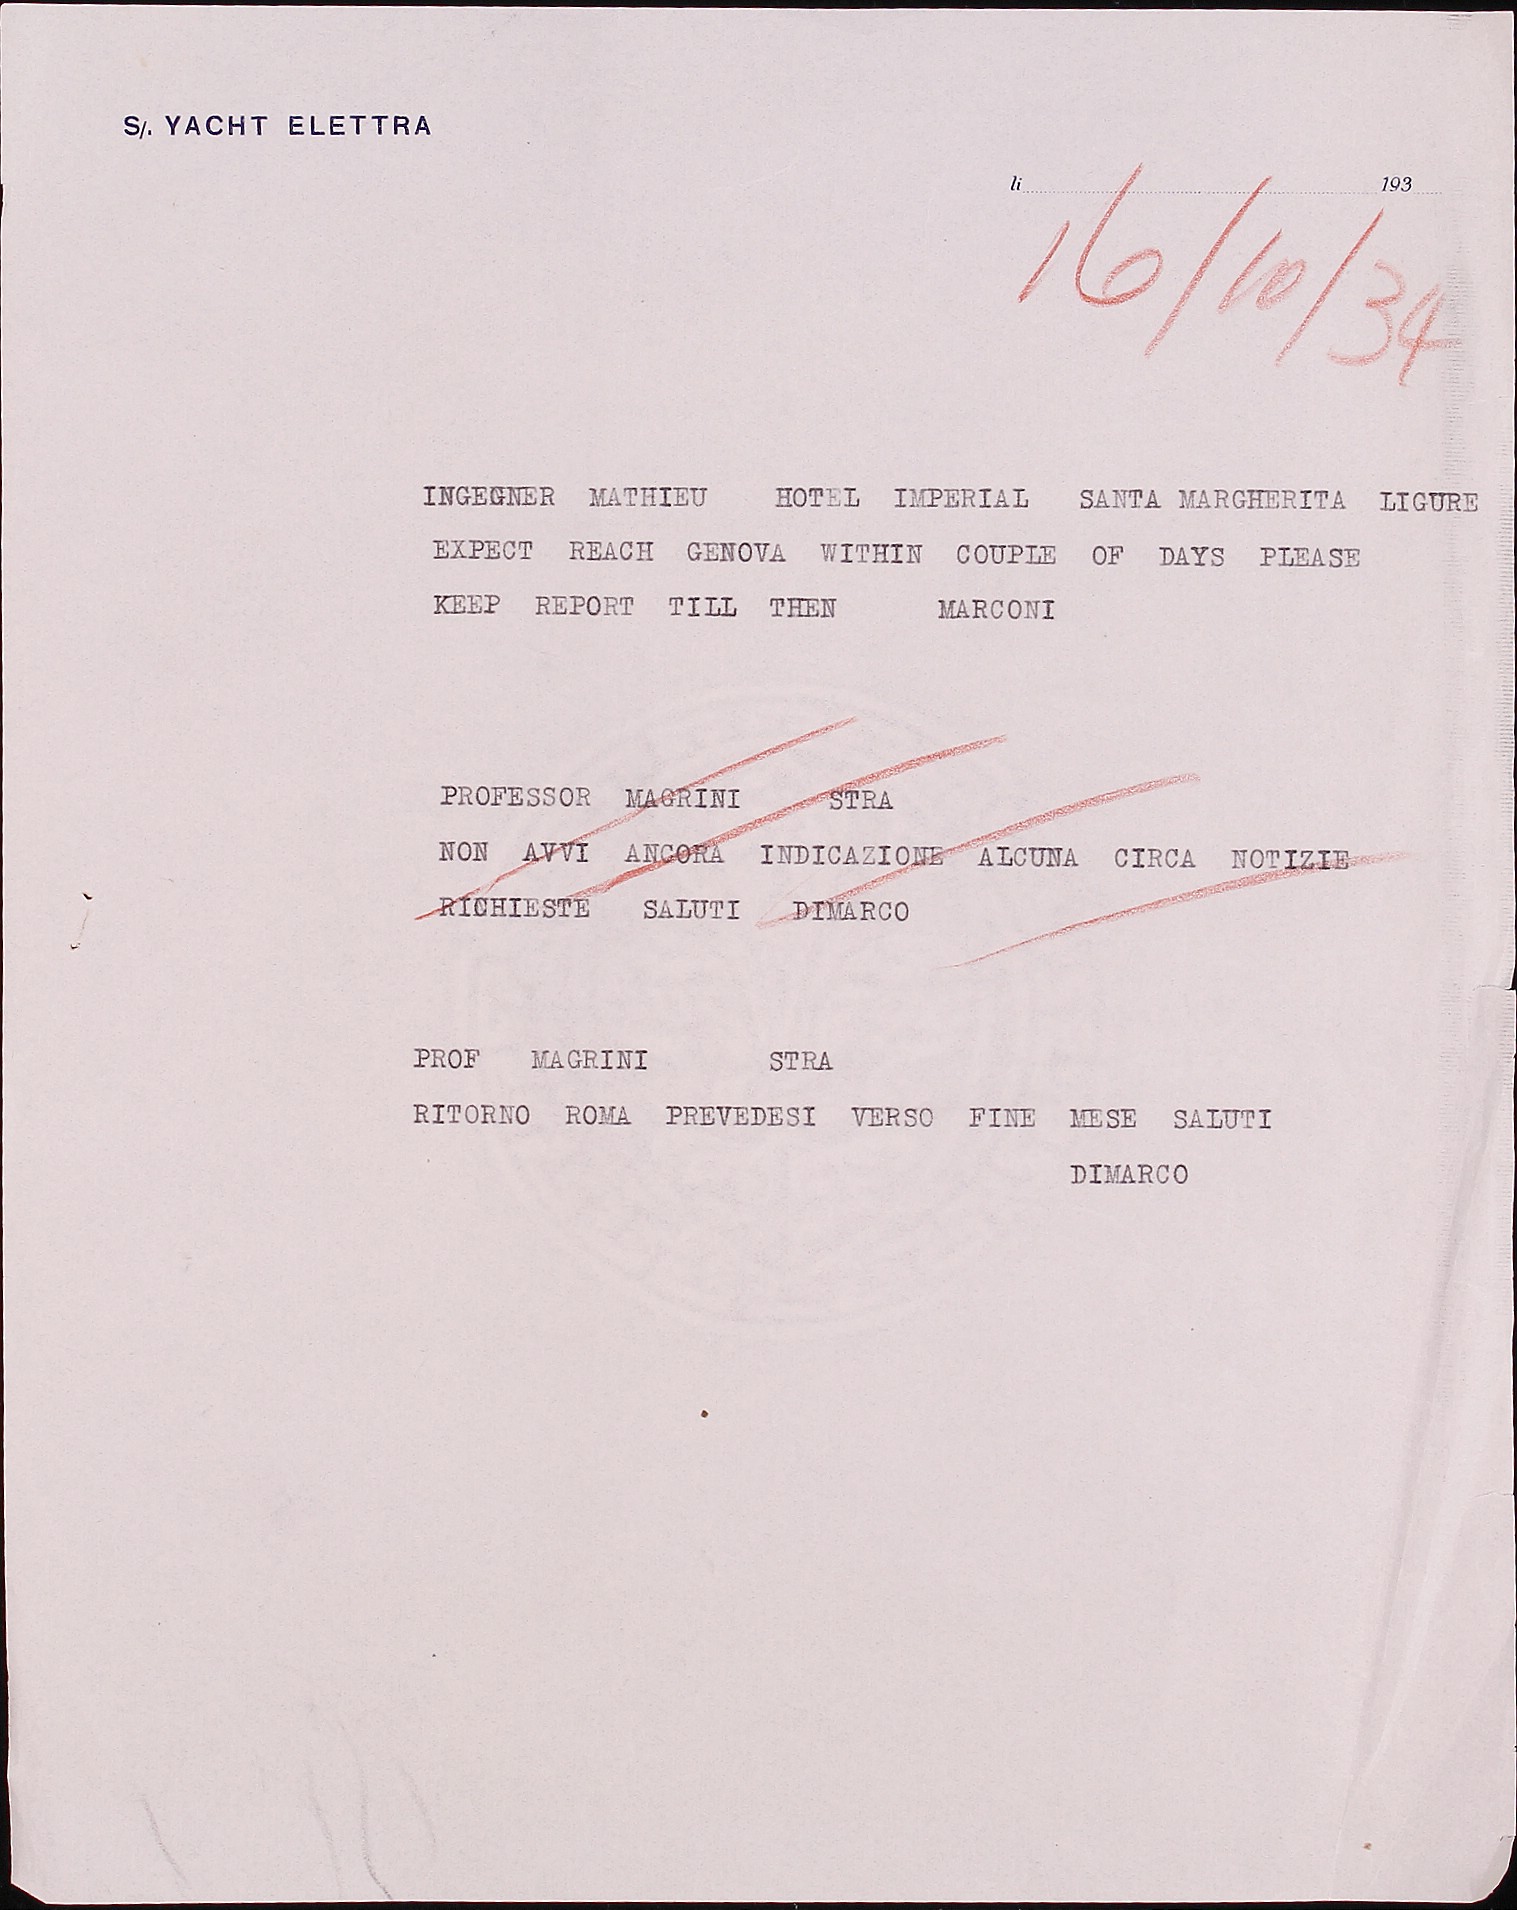 S/. YACHT ELETTRA
li 193
16/10/34
INGEGNER MATHIEU HOTEL IMPERIAL SANTA MARGHERITA LIGURE
EXPECT REACH GENOVA WITHIN COUPLE OF DAYS PLEASE
KEEP REPORT TILL THEN MARCONI
PROFESSOR MAGRINI STRA
NON AVVI ANCORA INDICAZIONE ALCUNA CIRCA NOTIZIE
RICHIESTE SALUTI DIMARCO
PROF MAGRINI STRA
RITORNO ROMA PREVEDESI VERSO FINE MESE SALUTI
DIMARCO